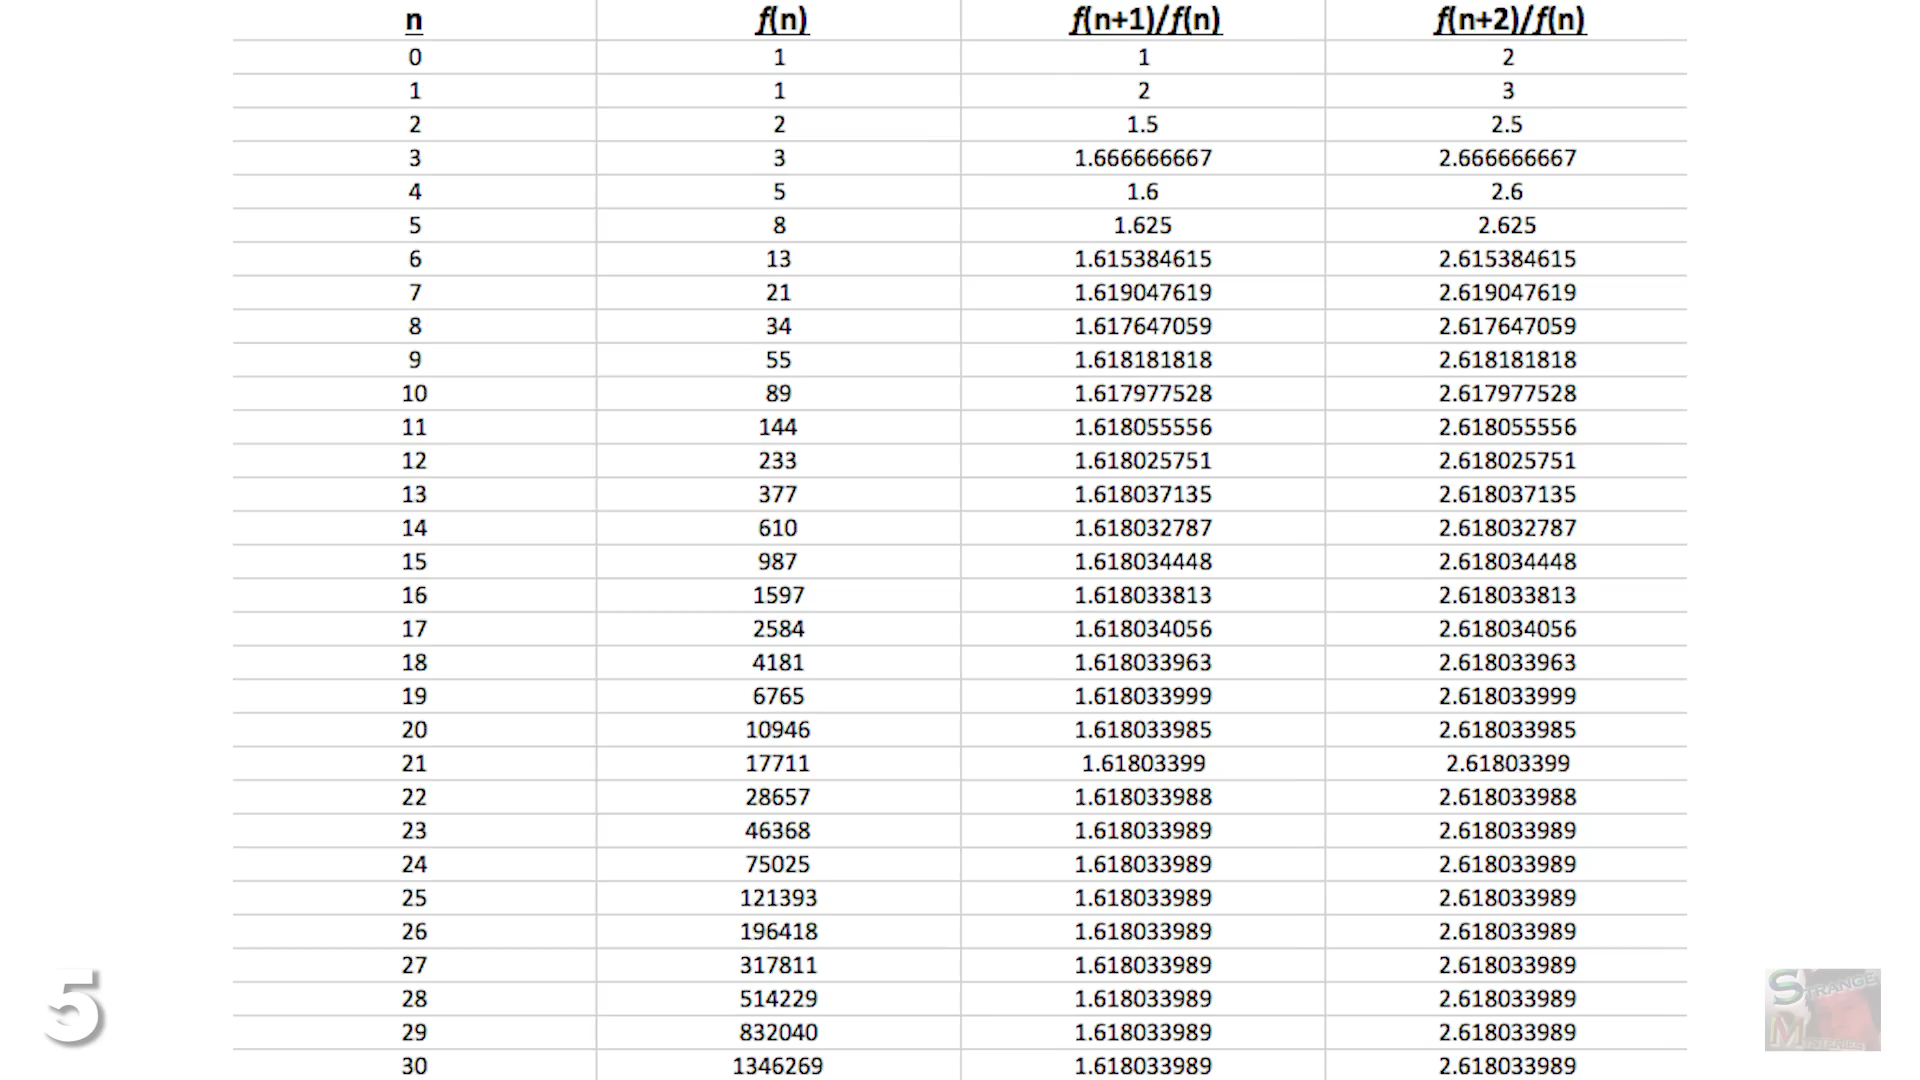 n f(n) f(n+1)/f(n) f(n+2)/f(n)
0 1 1 2
1 1 2 3
2 2 1.5 2.5
3 3 1.666666667 2.666666667
4 5 1.6 2.6
5 8 1.625 2.625
6 13 1.615384615 2.615384615
7 21 1.619047619 2.619047619
8 34 1.617647059 2.617647059
9 55 1.618181818 2.618181818
10 89 1.617977528 2.617977528
11 144 1.618055556 2.618055556
12 233 1.618025751 2.618025751
13 377 1.618037135 2.618037135
14 610 1.618032787 2.618032787
15 987 1.618034448 2.618034448
16 1597 1.618033813 2.618033813
17 2584 1.618034056 2.618034056
18 4181 1.618033963 2.618033963
19 6765 1.618033999 2.618033999
20 10946 1.618033985 2.618033985
21 17711 1.61803399 2.61803399
22 28657 1.618033988 2.618033988
23 46368 1.618033989 2.618033989
24 75025 1.618033989 2.618033989
25 121393 1.618033989 2.618033989
26 196418 1.618033989 2.618033989
27 317811 1.618033989 2.618033989
28 514229 1.618033989 2.618033989
29 832040 1.618033989 2.618033989
30 1346269 1.618033989 2.618033989
5
STRANGE
MYSTERIES